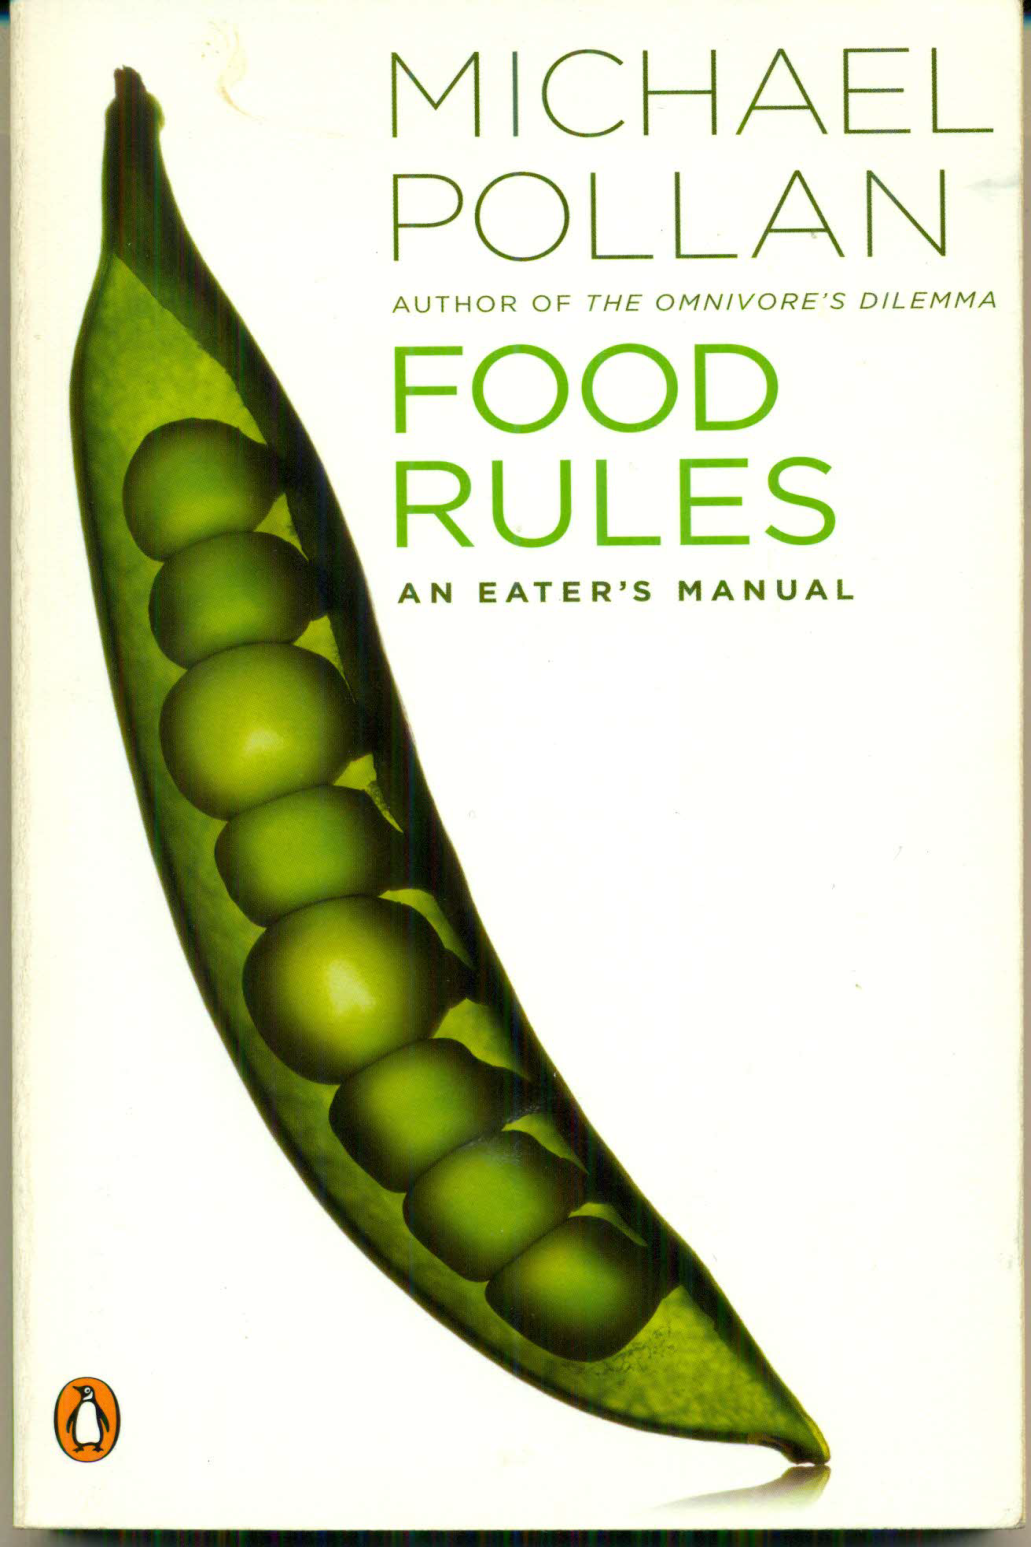 MICHAEL
POLLAN
AUTHOR OF THE OMNIVORE'S DILEMMA
FOOD
RULES
AN EATER'S MANUAL